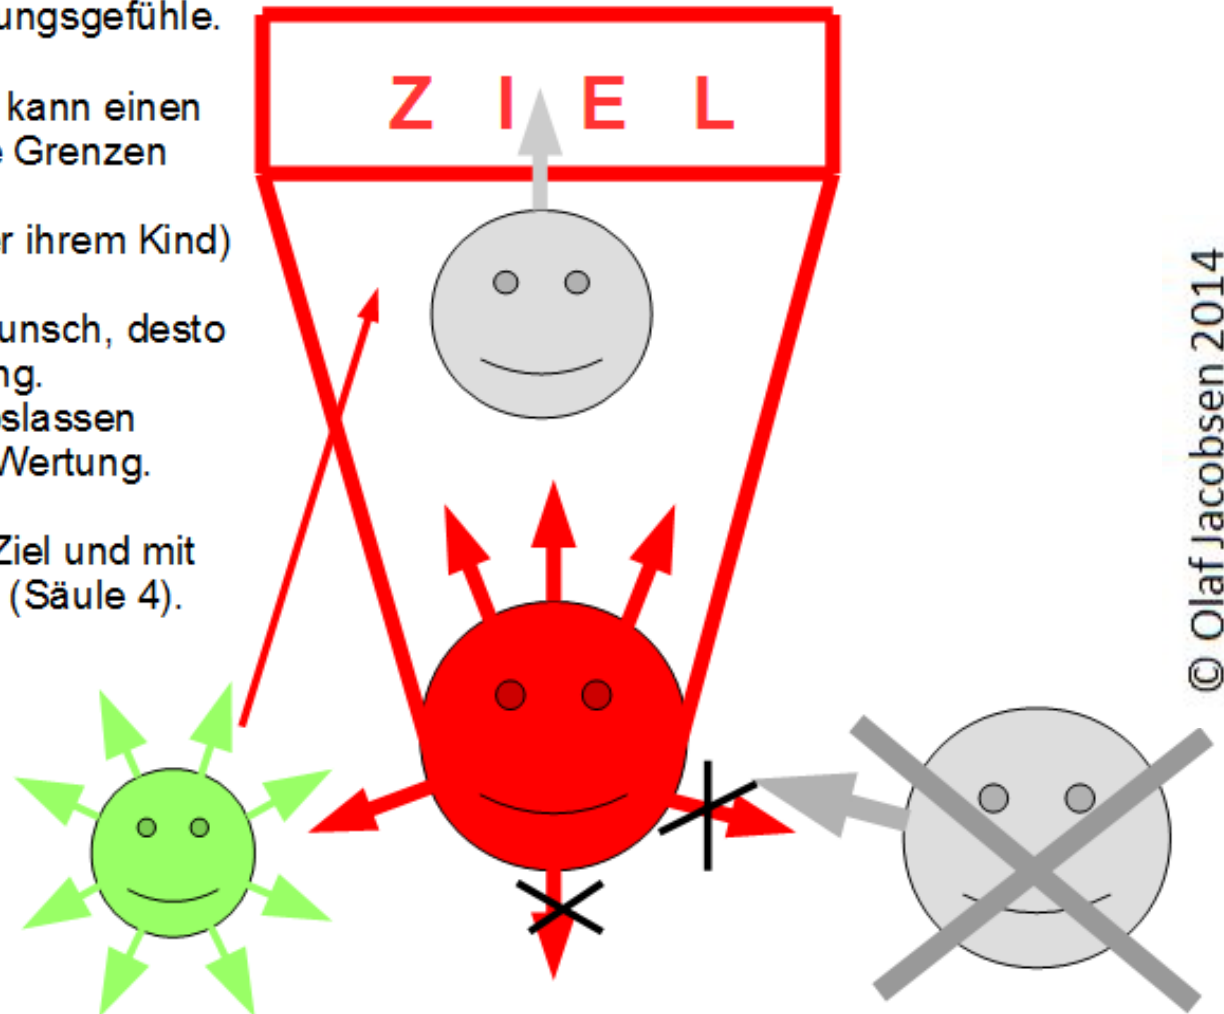 ungsgefühle.
kann einen
e Grenzen
er ihrem Kind)
unsch, desto
ng.
slassen
Wertung.
Ziel und mit
(Säule 4).
Z I E L
© Olaf Jacobsen 2014